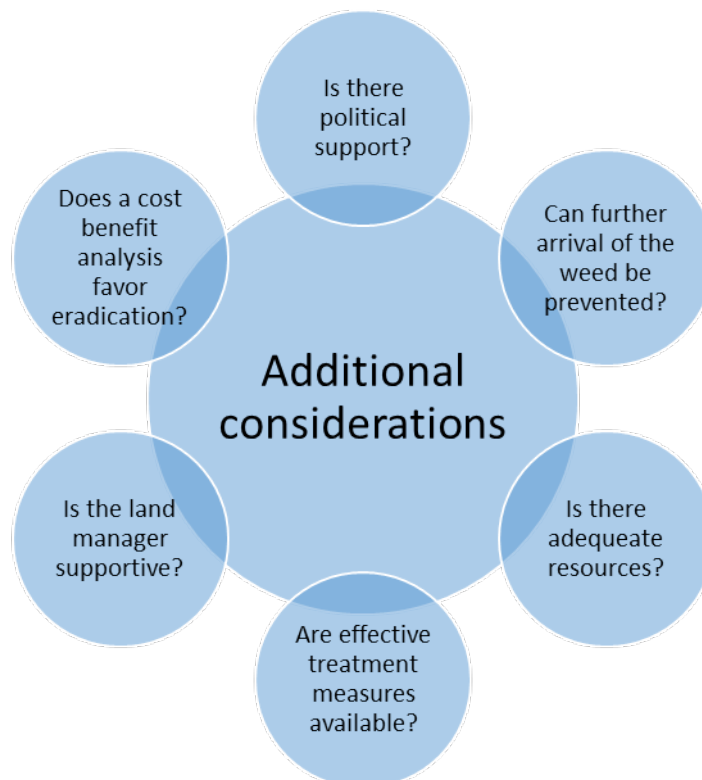 Is there
political
support?
Can further
arrival of the
weed be
prevented?
Is there
adequeate
resources?
Are effective
treatment
measures
available?
Is the land
manager
supportive?
Does a cost
benefit
analysis
favor
eradication?
Additional
considerations